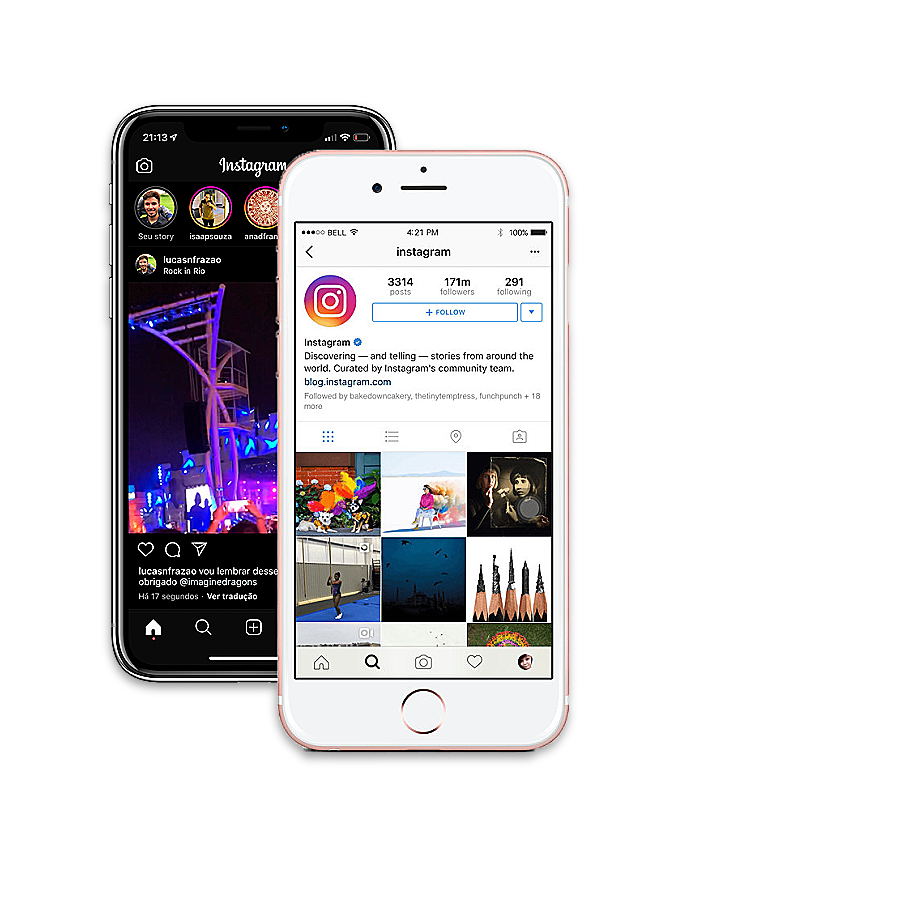 21:13
Instagram
Seu story
isaapsouza
anadfran
lucasnfrazao
Rock in Rio
lucasnfrazao vou lembrar desse
obrigado @imaginedragons
Há 17 segundos · Ver tradução
BELL
4:21 PM
100%
instagram
3314
171m
291
posts
followers
following
+ FOLLOW
Instagram
Discovering — and telling — stories from around the
world. Curated by Instagram's community team.
blog.instagram.com
Followed by bakedowncakery, thetinytemptress, funchpunch + 18
more